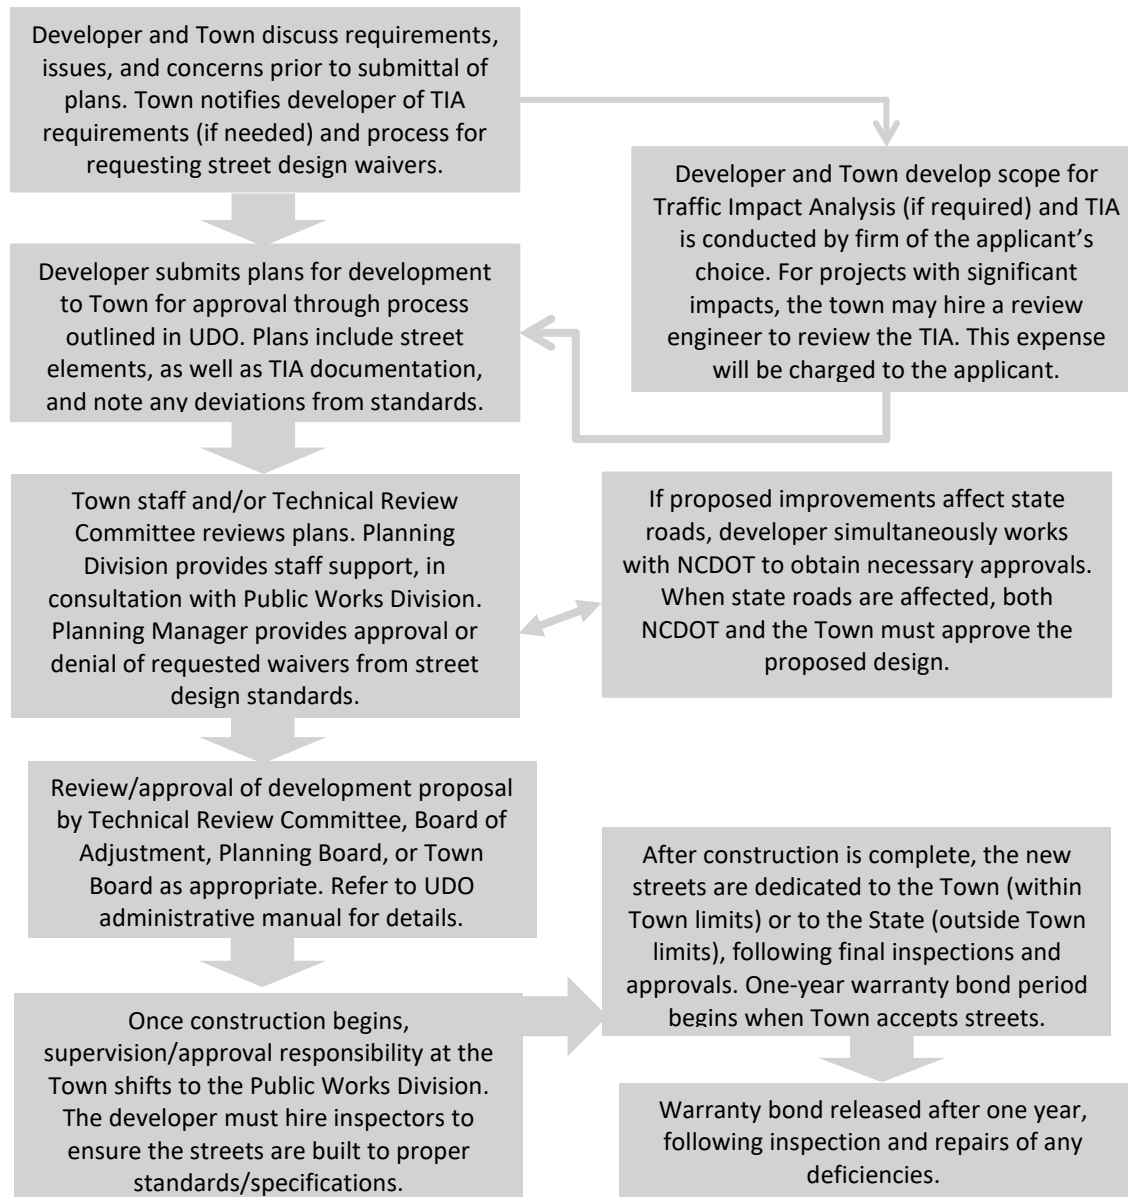 Developer and Town discuss requirements,
issues, and concerns prior to submittal of
plans. Town notifies developer of TIA
requirements (if needed) and process for
requesting street design waivers.
Developer and Town develop scope for
Traffic Impact Analysis (if required) and TIA
is conducted by firm of the applicant’s
choice. For projects with significant
impacts, the town may hire a review
engineer to review the TIA. This expense
will be charged to the applicant.
Developer submits plans for development
to Town for approval through process
outlined in UDO. Plans include street
elements, as well as TIA documentation,
and note any deviations from standards.
Town staff and/or Technical Review
Committee reviews plans. Planning
Division provides staff support, in
consultation with Public Works Division.
Planning Manager provides approval or
denial of requested waivers from street
design standards.
If proposed improvements affect state
roads, developer simultaneously works
with NCDOT to obtain necessary approvals.
When state roads are affected, both
NCDOT and the Town must approve the
proposed design.
Review/approval of development proposal
by Technical Review Committee, Board of
Adjustment, Planning Board, or Town
Board as appropriate. Refer to UDO
administrative manual for details.
Once construction begins,
supervision/approval responsibility at the
Town shifts to the Public Works Division.
The developer must hire inspectors to
ensure the streets are built to proper
standards/specifications.
After construction is complete, the new
streets are dedicated to the Town (within
Town limits) or to the State (outside Town
limits), following final inspections and
approvals. One-year warranty bond period
begins when Town accepts streets.
Warranty bond released after one year,
following inspection and repairs of any
deficiencies.